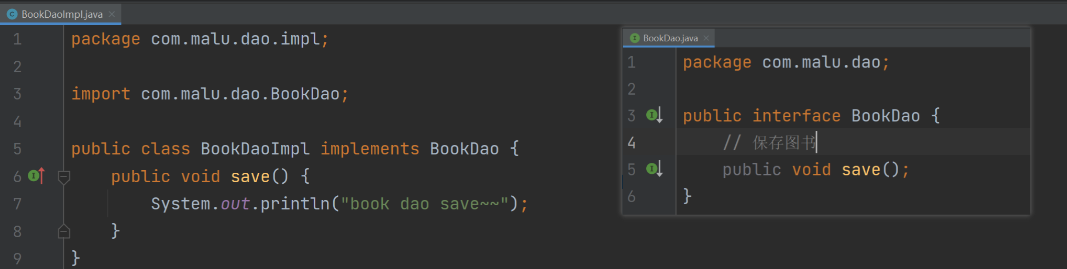 BookDaoImpl.java
1 package com.malu.dao.impl;
2
3 import com.malu.dao.BookDao;
4
5 public class BookDaoImpl implements BookDao {
6 public void save() {
7 System.out.println("book dao save~~");
8 }
9 }
BookDao.java
1 package com.malu.dao;
2
3 public interface BookDao {
4 // 保存图书
5 public void save();
6 }